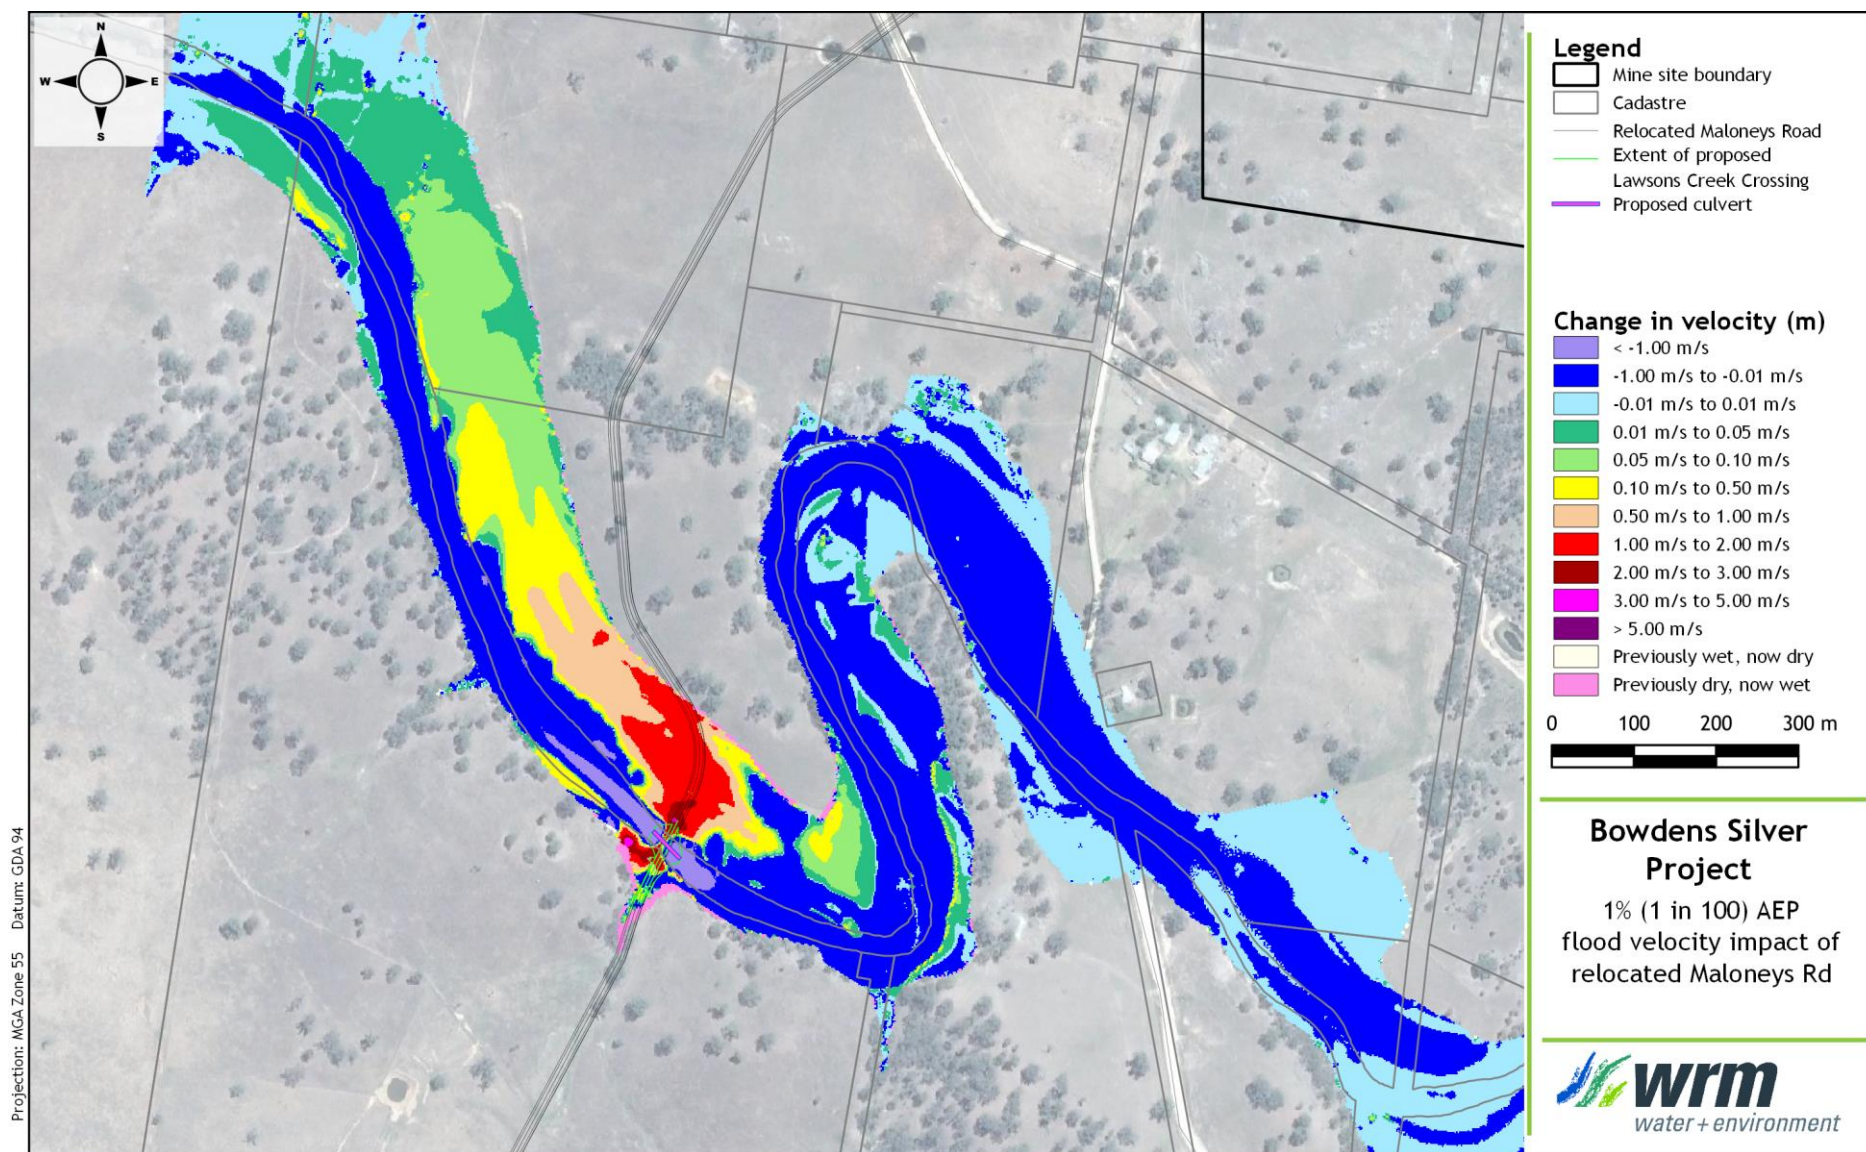 N
W
E
S
Legend
Mine site boundary
Cadastre
Relocated Maloneys Road
Extent of proposed
Lawsons Creek Crossing
Proposed culvert
Change in velocity (m)
< -1.00 m/s
-1.00 m/s to -0.01 m/s
-0.01 m/s to 0.01 m/s
0.01 m/s to 0.05 m/s
0.05 m/s to 0.10 m/s
0.10 m/s to 0.50 m/s
0.50 m/s to 1.00 m/s
1.00 m/s to 2.00 m/s
2.00 m/s to 3.00 m/s
3.00 m/s to 5.00 m/s
> 5.00 m/s
Previously wet, now dry
Previously dry, now wet
0 100 200 300 m
Bowdens Silver
Project
1% (1 in 100) AEP
flood velocity impact of
relocated Maloneys Rd
wrm
water + environment
Projection: MGA Zone 55 Datum: GDA 94